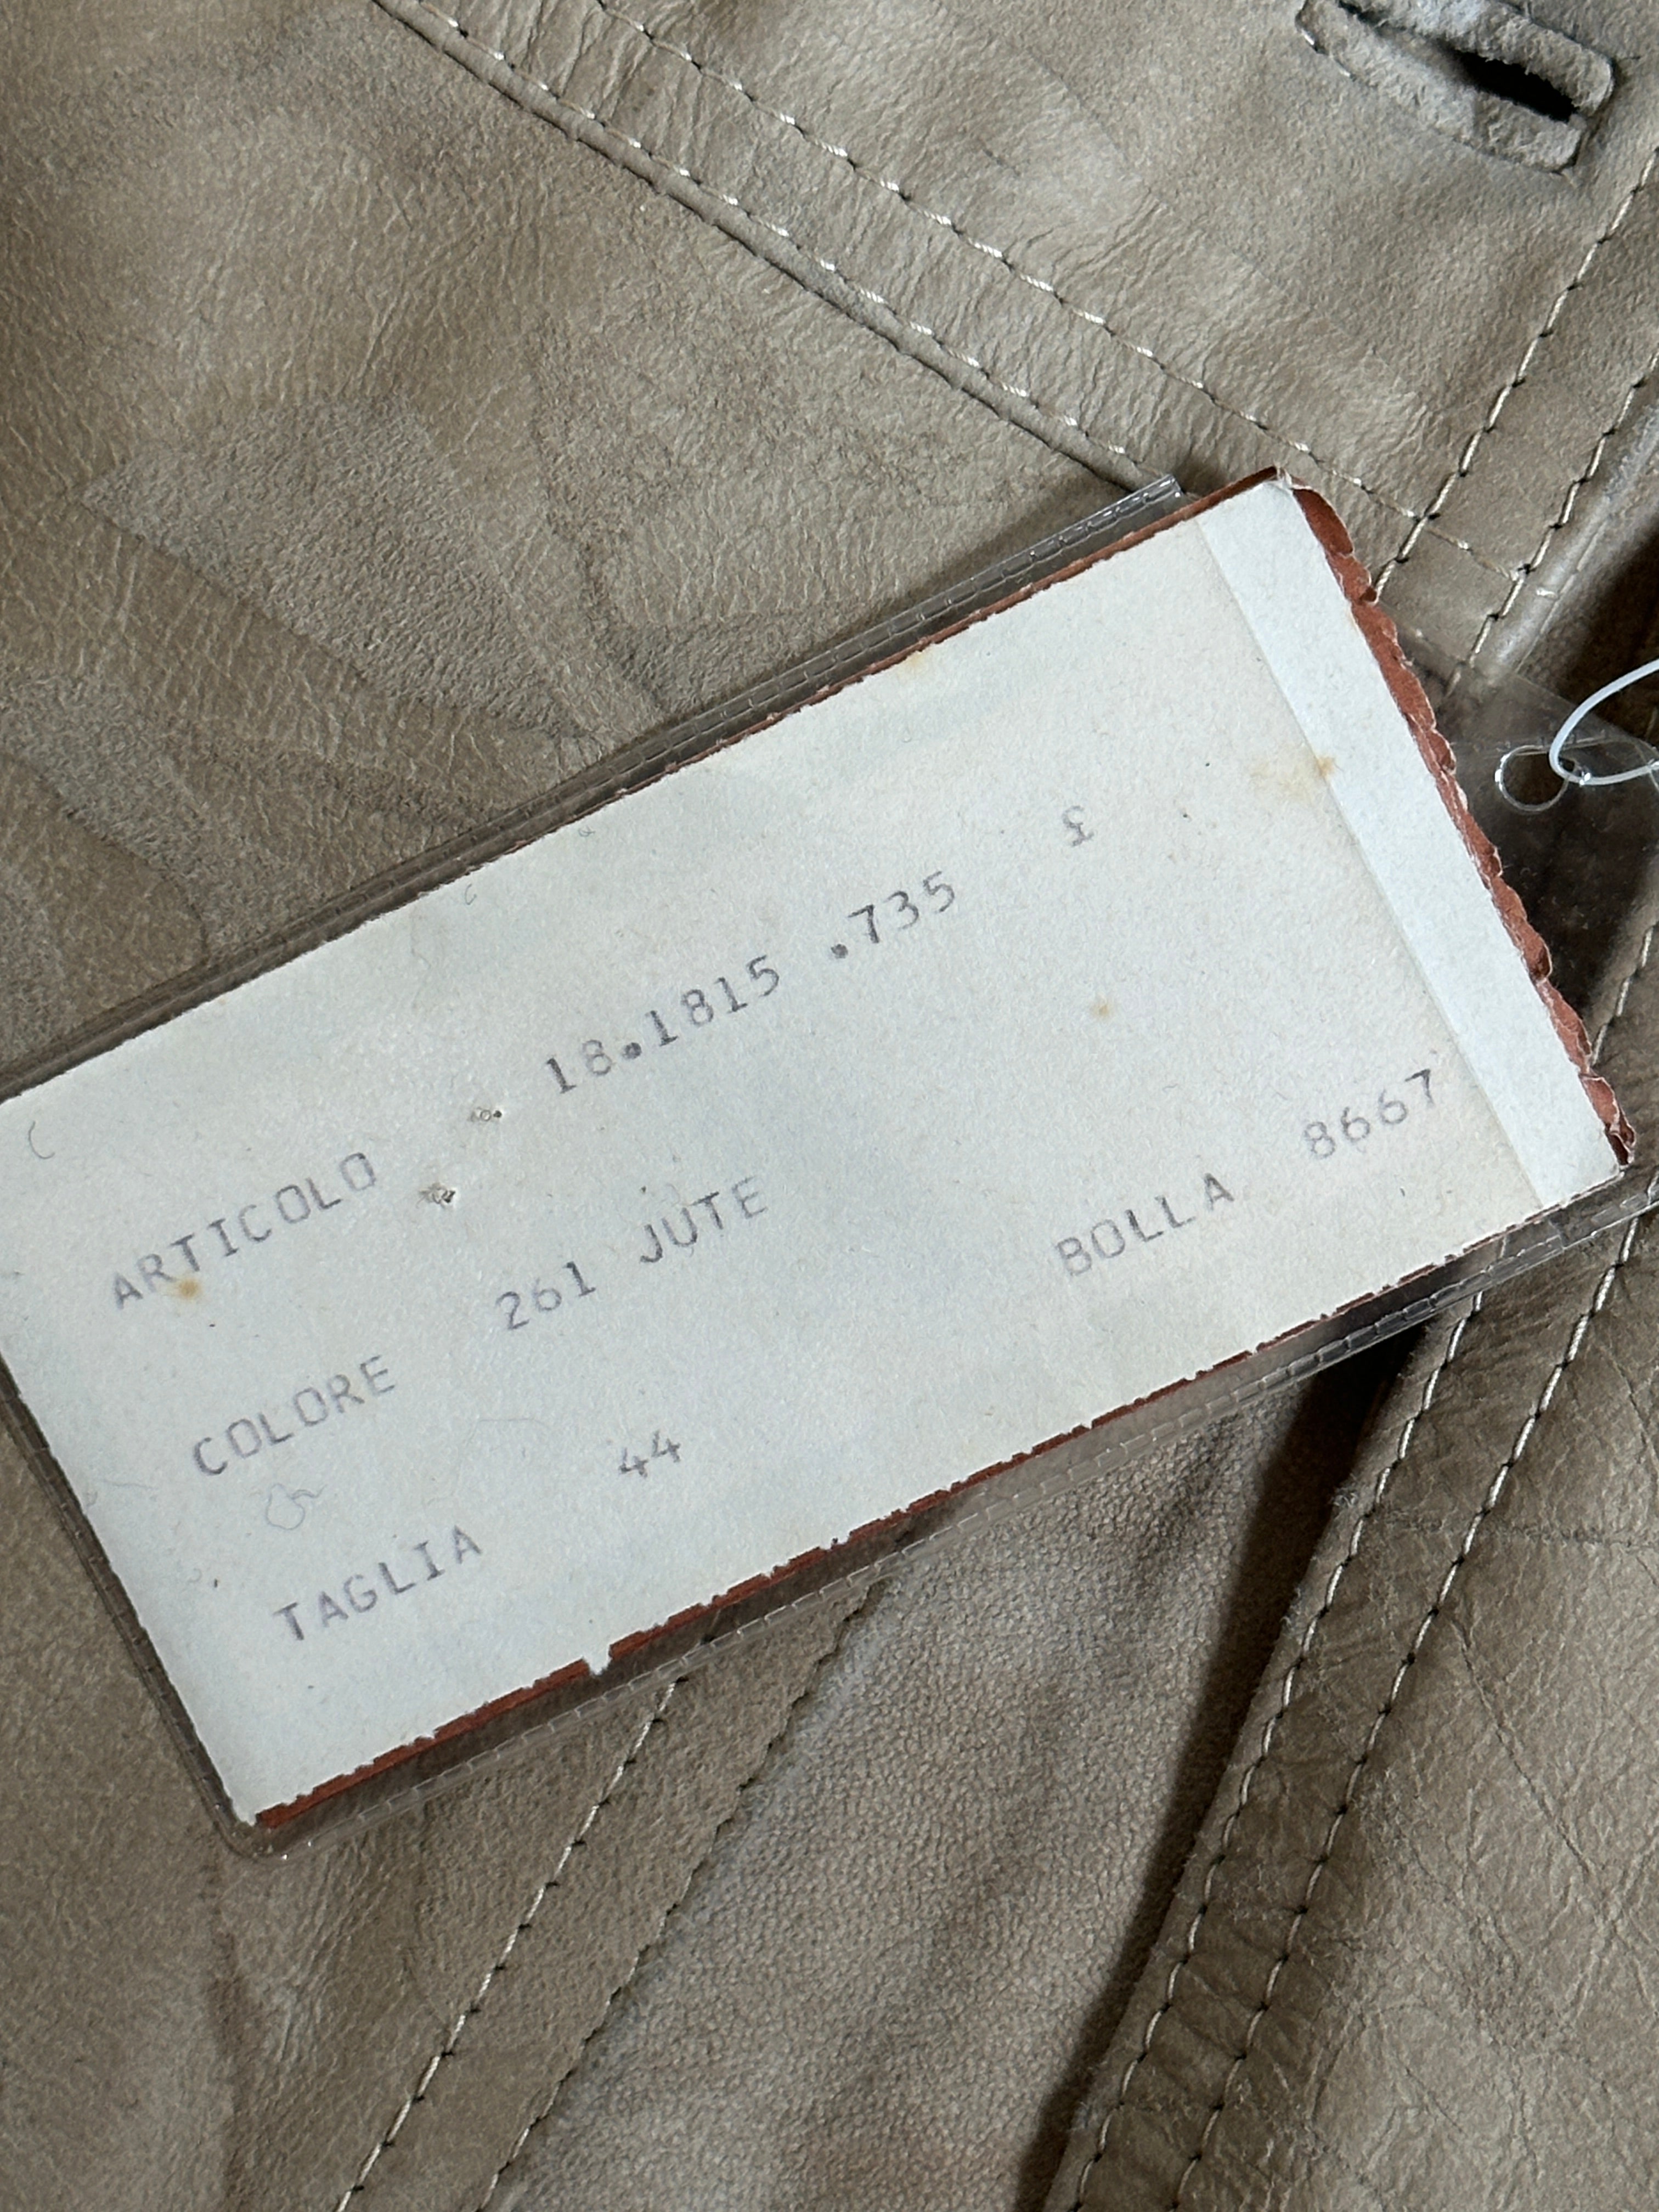 ARTICOLO 18.1815 .735 £
COLORE 261 JUTE BOLLA 8667
TAGLIA 44